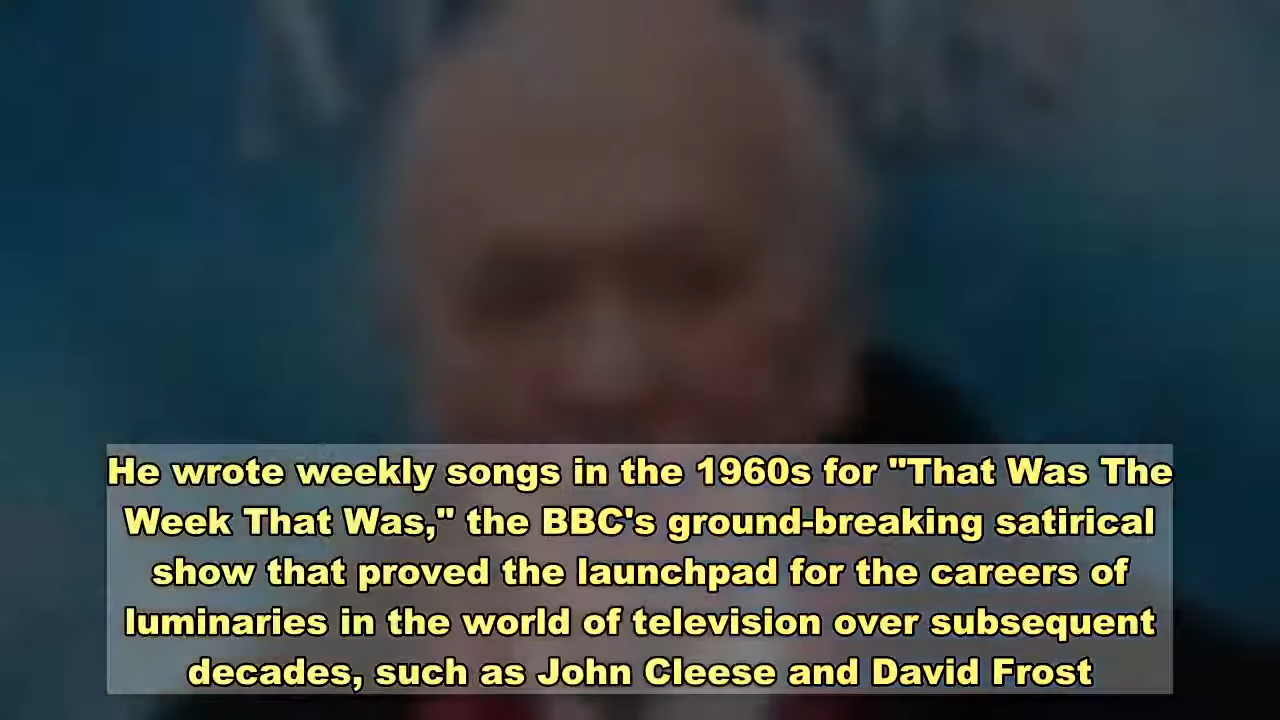 He wrote weekly songs in the 1960s for "That Was The
Week That Was," the BBC's ground-breaking satirical
show that proved the launchpad for the careers of
luminaries in the world of television over subsequent
decades, such as John Cleese and David Frost